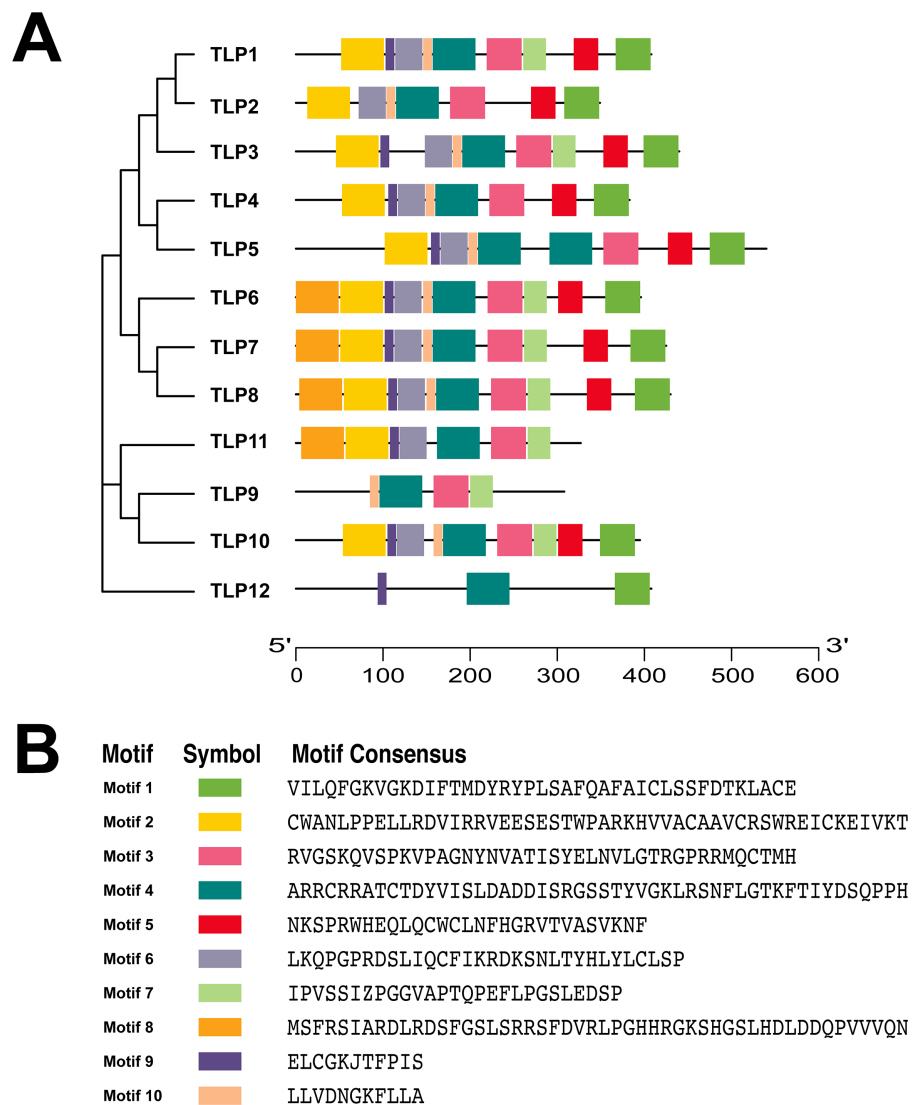 A
TLP1
TLP2
TLP3
TLP4
TLP5
TLP6
TLP7
TLP8
TLP11
TLP9
TLP10
TLP12
5' 3'
0 100 200 300 400 500 600
B
Motif Symbol Motif Consensus
Motif 1 VILQFGKVGKDIFTMDYRYPLSAFQAFAICLSSFDTKLACE
Motif 2 CWANLPPELLRDVIRRVEESESTWPARKHVVACAAVCRSWREICKEIVKT
Motif 3 RVGSKQVSPKVPAGNYNVATISYELNVLGTRGPRRMQCTMH
Motif 4 ARRCRRATCTDYVISLDADDISRGSSTYVGKLRSNFLGTKFTIYDSQPPH
Motif 5 NKSPRWHEQLQCWCLNFHGRVTVASVKNF
Motif 6 LKQPGPRDSLIQCFIKRDKSNLTYHLYLCLSP
Motif 7 IPVSSIZPGGVAPTQPEFLPGSLEDSP
Motif 8 MSFRSIARDLRDSFGSLSRRSFDVRLPGHHRGKSHGSLHDLDDQPVVVQN
Motif 9 ELCGKJTFPIS
Motif 10 LLVDNGKFLLA